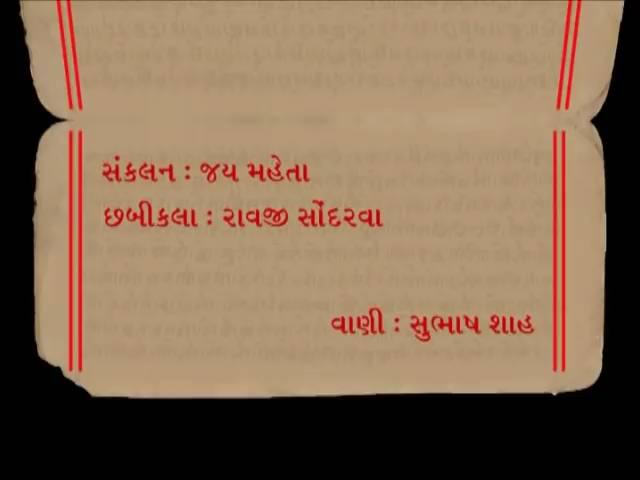 સંકલન : જય મહેતા
છબીકલા : રાવજી સોંદરવા
વાણી : સુભાષ શાહ